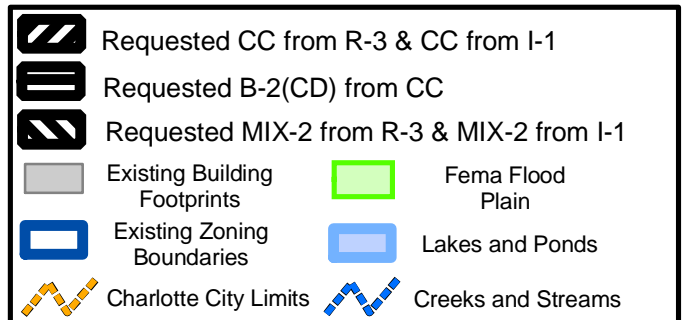 Requested CC from R-3 & CC from I-1
Requested B-2(CD) from CC
Requested MIX-2 from R-3 & MIX-2 from I-1
Existing Building
Footprints
Fema Flood
Plain
Existing Zoning
Boundaries
Lakes and Ponds
Charlotte City Limits
Creeks and Streams